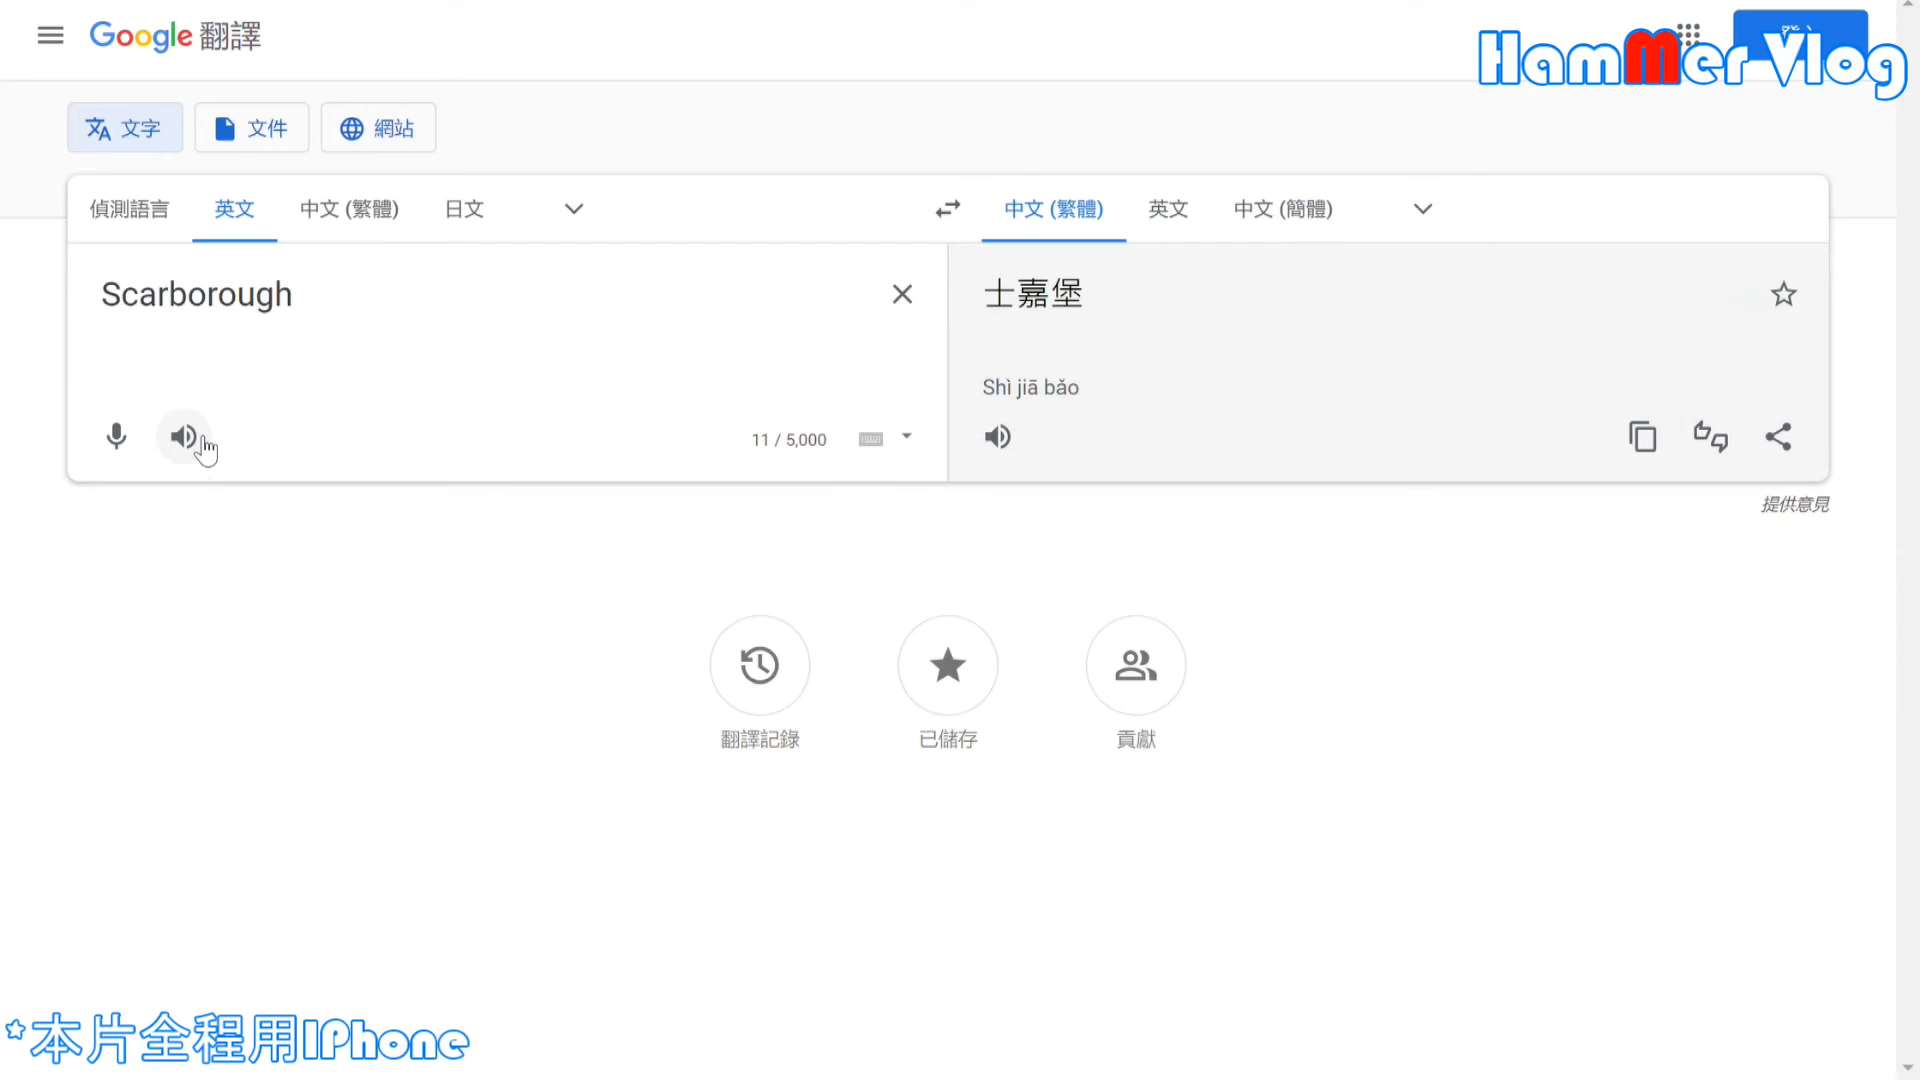 Google 翻譯
HamMer Vlog
文字 文件 網站
偵測語言 英文 中文 (繁體) 日文 中文 (繁體) 英文 中文 (簡體)
Scarborough 士嘉堡
Shì jiā bǎo
11 / 5,000
提供意見
翻譯記錄 已儲存 貢獻
*本片全程用IPhone